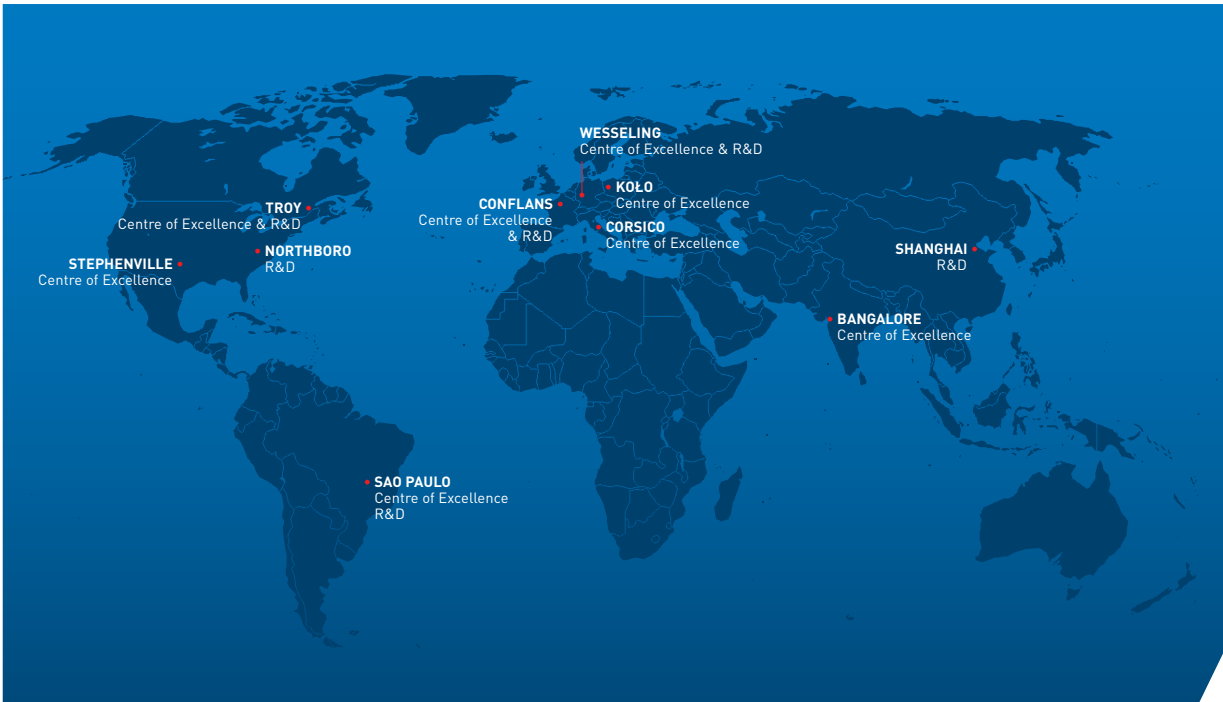 WESSELING
Centre of Excellence & R&D
KOŁO
Centre of Excellence
CONFLANS
Centre of Excellence
& R&D
CORSICO
Centre of Excellence
TROY
Centre of Excellence & R&D
NORTHBORO
R&D
STEPHENVILLE
Centre of Excellence
SHANGHAI
R&D
BANGALORE
Centre of Excellence
SAO PAULO
Centre of Excellence
R&D